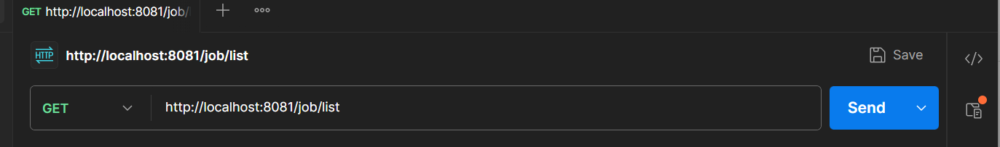 GET http://localhost:8081/job/
HTTP http://localhost:8081/job/list
Save
</>
GET
http://localhost:8081/job/list
Send